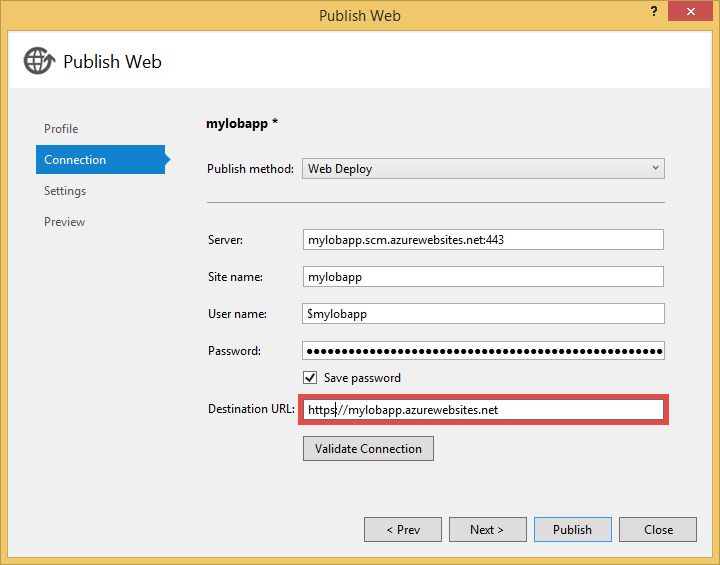 Publish Web
?
Publish Web
Profile
Connection
Settings
Preview
mylobapp *
Publish method: Web Deploy
Server: mylobapp.scm.azurewebsites.net:443
Site name: mylobapp
User name: $mylobapp
Password: ●●●●●●●●●●●●●●●●●●●●●●●●●●●●●●●●●●●●●●●●●●●●●●●●●●●
Save password
Destination URL: https://mylobapp.azurewebsites.net
Validate Connection
< Prev Next > Publish Close